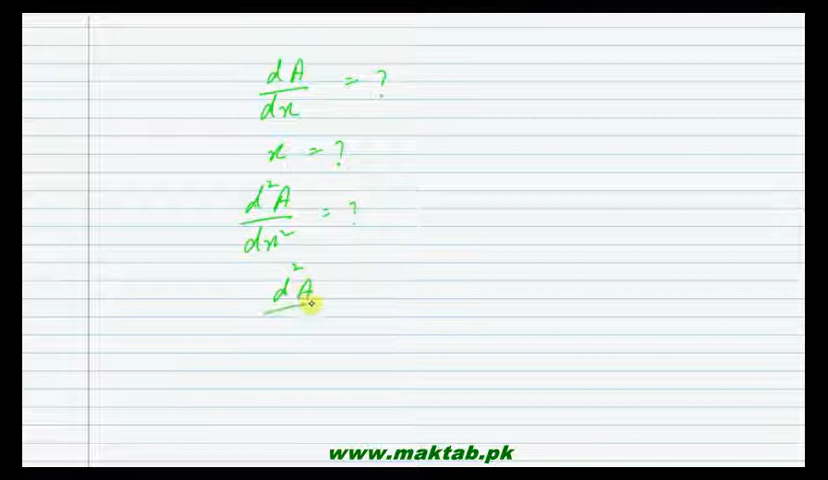 dA/dx = ?
x = ?
d²A/dx² = ?
d²A
www.maktab.pk